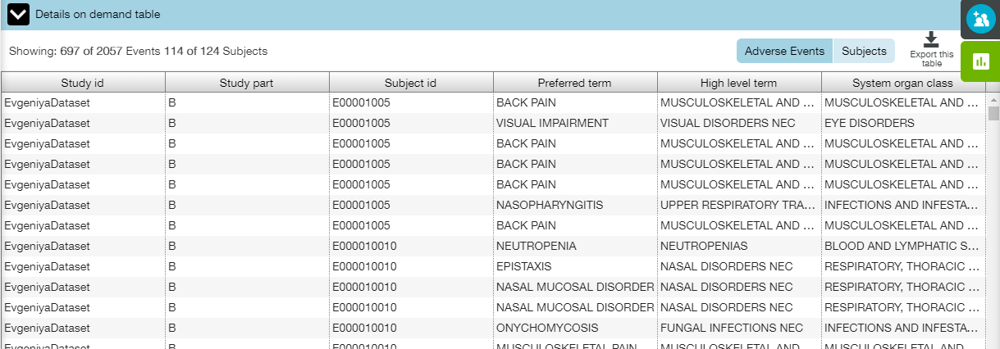 Details on demand table
Showing: 697 of 2057 Events 114 of 124 Subjects
Adverse Events Subjects
Export this
table
Study id Study part Subject id Preferred term High level term System organ class
EvgeniyaDataset B E00001005 BACK PAIN MUSCULOSKELETAL AND ... MUSCULOSKELETAL AND ...
EvgeniyaDataset B E00001005 VISUAL IMPAIRMENT VISUAL DISORDERS NEC EYE DISORDERS
EvgeniyaDataset B E00001005 BACK PAIN MUSCULOSKELETAL AND ... MUSCULOSKELETAL AND ...
EvgeniyaDataset B E00001005 BACK PAIN MUSCULOSKELETAL AND ... MUSCULOSKELETAL AND ...
EvgeniyaDataset B E00001005 BACK PAIN MUSCULOSKELETAL AND ... MUSCULOSKELETAL AND ...
EvgeniyaDataset B E00001005 NASOPHARYNGITIS UPPER RESPIRATORY TRA... INFECTIONS AND INFESTA...
EvgeniyaDataset B E00001005 BACK PAIN MUSCULOSKELETAL AND ... MUSCULOSKELETAL AND ...
EvgeniyaDataset B E000010010 NEUTROPENIA NEUTROPENIAS BLOOD AND LYMPHATIC S...
EvgeniyaDataset B E000010010 EPISTAXIS NASAL DISORDERS NEC RESPIRATORY, THORACIC ...
EvgeniyaDataset B E000010010 NASAL MUCOSAL DISORDER NASAL DISORDERS NEC RESPIRATORY, THORACIC ...
EvgeniyaDataset B E000010010 NASAL MUCOSAL DISORDER NASAL DISORDERS NEC RESPIRATORY, THORACIC ...
EvgeniyaDataset B E000010010 ONYCHOMYCOSIS FUNGAL INFECTIONS NEC INFECTIONS AND INFESTA...
EvgeniyaDataset B E000010010 MUSCULOSKELETAL PAIN MUSCULOSKELETAL AND ... MUSCULOSKELETAL AND ...